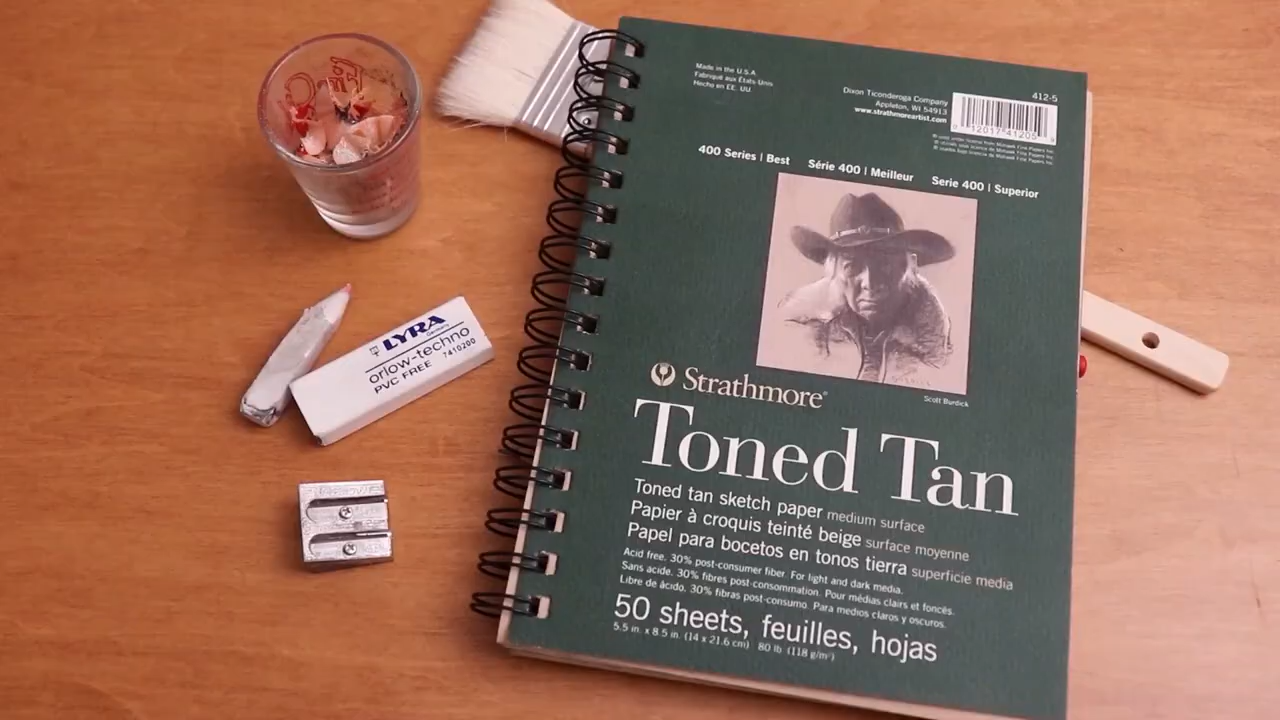 Made in the U.S.A
Fabriqué aux États Unis
Hecho en EE. UU
Dixon Ticonderoga Company
Appleton, WI 54913
www.strathmoreartist.com
412-5
12017 41205
400 Series | Best Série 400 | Meilleur Serie 400 | Superior
Scott Burdick
Strathmore®
Toned Tan
Toned tan sketch paper medium surface
Papier à croquis teinté beige surface moyenne
Papel para bocetos en tonos tierra superficie media
Acid free. 30% post-consumer fiber. For light and dark media.
Sans acide. 30% fibres post-consommation. Pour médias clairs et foncés.
Libre de ácido. 30% fibras post-consumo. Para medios claros y oscuros.
50 sheets, feuilles, hojas
5.5 in. x 8.5 in. (14 x 21.6 cm) 80 lb (118 g/m²)
LYRA
Germany
orlow-techno
PVC FREE 7410200